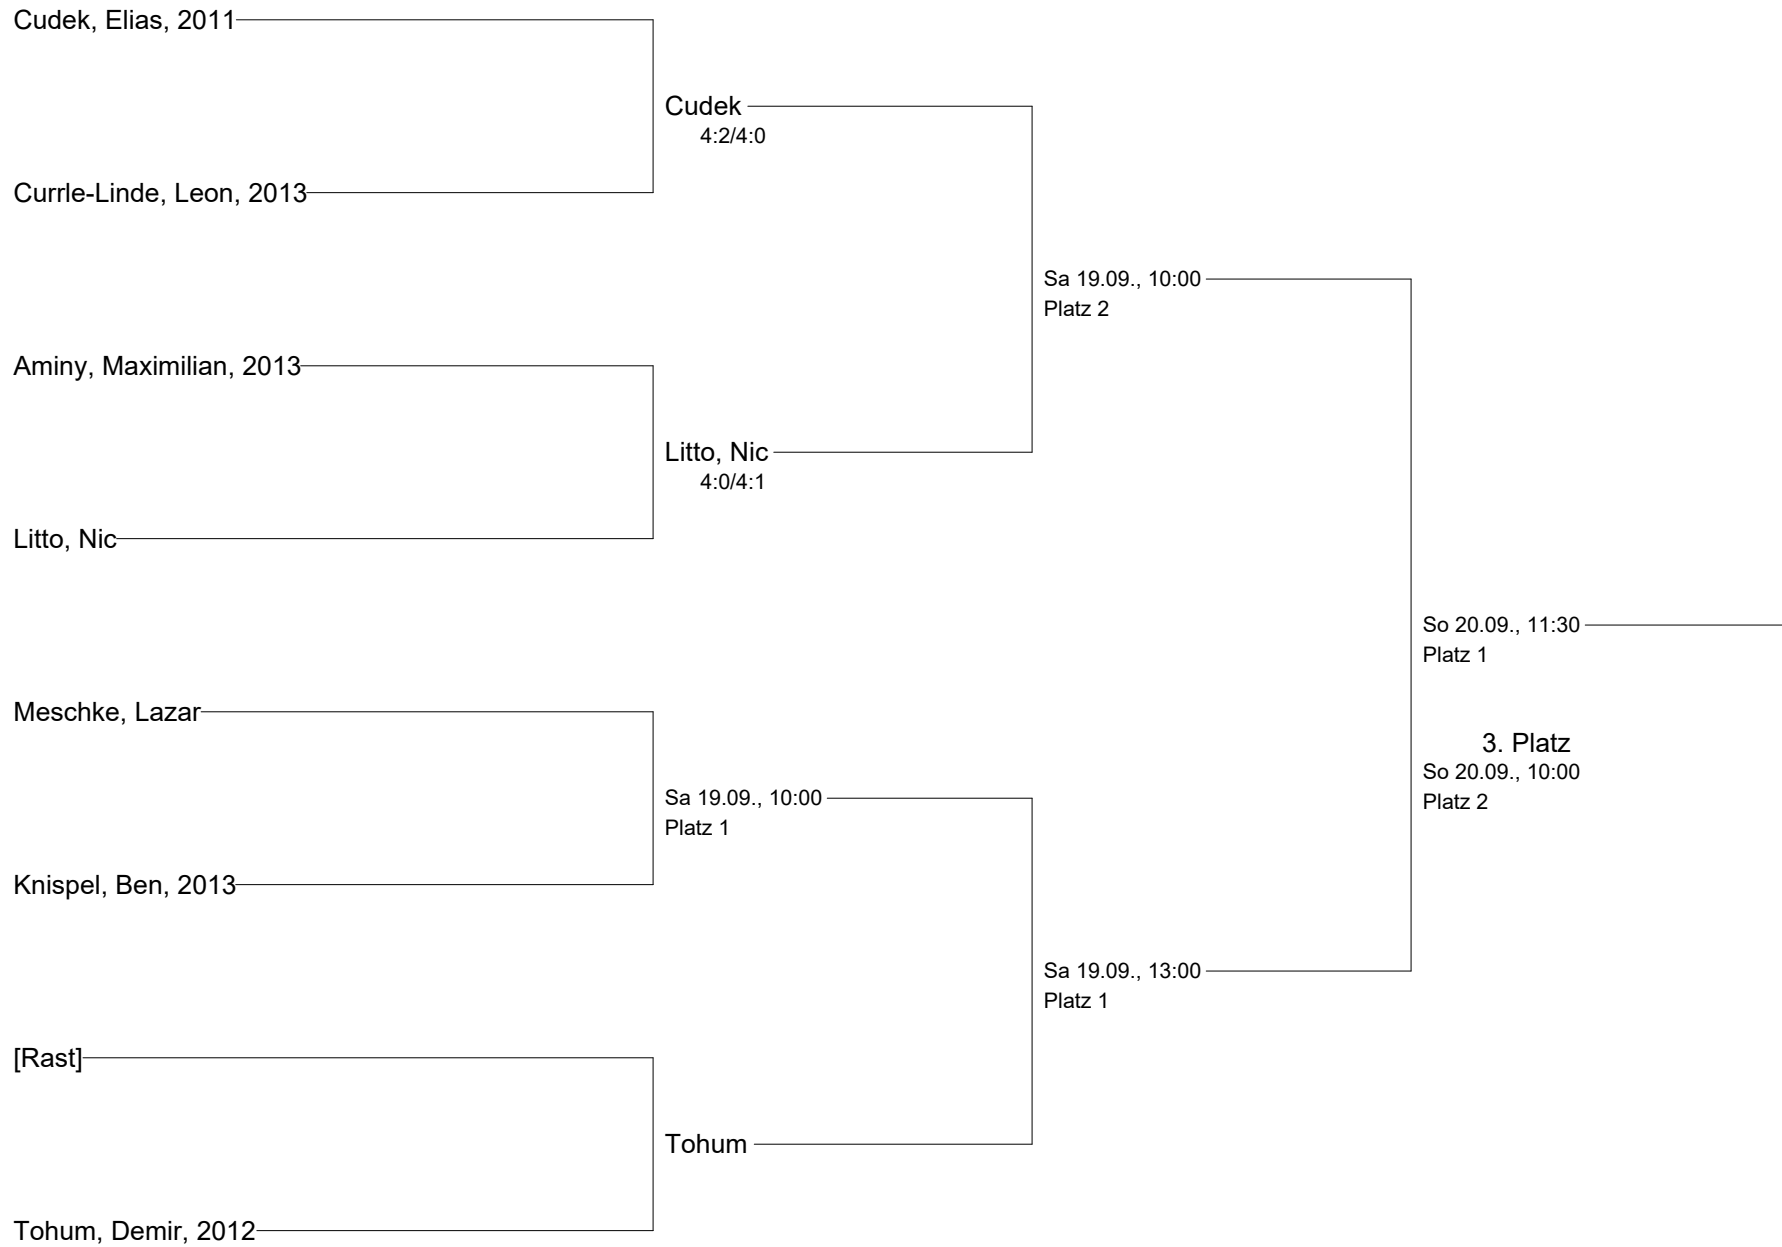 Cudek, Elias, 2011
Cudek
4:2/4:0
Currle-Linde, Leon, 2013
Sa 19.09., 10:00
Platz 2
Aminy, Maximilian, 2013
Litto, Nic
4:0/4:1
Litto, Nic
So 20.09., 11:30
Platz 1
Meschke, Lazar
3. Platz
So 20.09., 10:00
Platz 2
Sa 19.09., 10:00
Platz 1
Knispel, Ben, 2013
Sa 19.09., 13:00
Platz 1
[Rast]
Tohum
Tohum, Demir, 2012